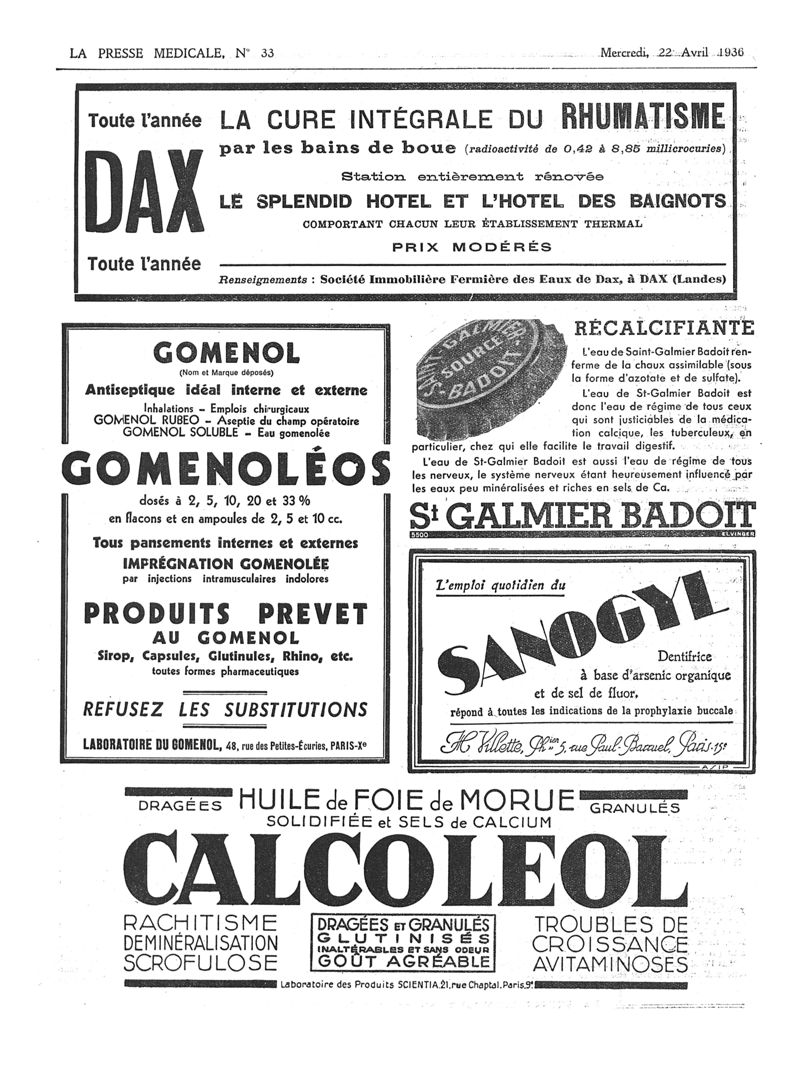 LA PRESSE MEDICALE, N° 33
Mercredi, 22 Avril 1936
Toute l'année
DAX
Toute l'année
LA CURE INTÉGRALE DU RHUMATISME
par les bains de boue (radioactivité de 0,42 à 8,85 millicrocuries)
Station entièrement rénovée
LE SPLENDID HOTEL ET L'HOTEL DES BAIGNOTS
COMPORTANT CHACUN LEUR ÉTABLISSEMENT THERMAL
PRIX MODÉRÉS
Renseignements : Société Immobilière Fermière des Eaux de Dax, à DAX (Landes)
GOMENOL
(Nom et Marque déposés)
Antiseptique idéal interne et externe
Inhalations – Emplois chirurgicaux
GOMENOL RUBEO – Aseptie du champ opératoire
GOMENOL SOLUBLE – Eau gomenolée
GOMENOLÉOS
dosés à 2, 5, 10, 20 et 33 %
en flacons et en ampoules de 2, 5 et 10 cc.
Tous pansements internes et externes
IMPRÉGNATION GOMENOLÉE
par injections intramusculaires indolores
PRODUITS PREVET
AU GOMENOL
Sirop, Capsules, Glutinules, Rhino, etc.
toutes formes pharmaceutiques
REFUSEZ LES SUBSTITUTIONS
LABORATOIRE DU GOMENOL, 48, rue des Petites-Écuries, PARIS-Xe
SAINT-GALMIER
SOURCE
BADOIT
RÉCALCIFIANTE
L'eau de Saint-Galmier Badoit ren-
ferme de la chaux assimilable (sous
la forme d'azotate et de sulfate).
L'eau de St-Galmier Badoit est
donc l'eau de régime de tous ceux
qui sont justiciables de la médica-
tion calcique, les tuberculeux, en
particulier, chez qui elle facilite le travail digestif.
L'eau de St-Galmier Badoit est aussi l'eau de régime de tous
les nerveux, le système nerveux étant heureusement influencé par
les eaux peu minéralisées et riches en sels de Ca.
St GALMIER BADOIT
5500
ELVINGER
L'emploi quotidien du
SANOGYL
Dentifrice
à base d'arsenic organique
et de sel de fluor,
répond à toutes les indications de la prophylaxie buccale
H. Villette, Phien 5, rue Paul-Barruel, Paris-15e
AZIP
DRAGÉES
HUILE de FOIE de MORUE
GRANULÉS
SOLIDIFIÉE et SELS de CALCIUM
CALCOLEOL
RACHITISME
DEMINÉRALISATION
SCROFULOSE
DRAGÉES ET GRANULÉS
GLUTINISÉS
INALTÉRABLES ET SANS ODEUR
GOÛT AGRÉABLE
TROUBLES DE
CROISSANCE
AVITAMINOSES
Laboratoire des Produits SCIENTIA.21,rue Chaptal.Paris.9e